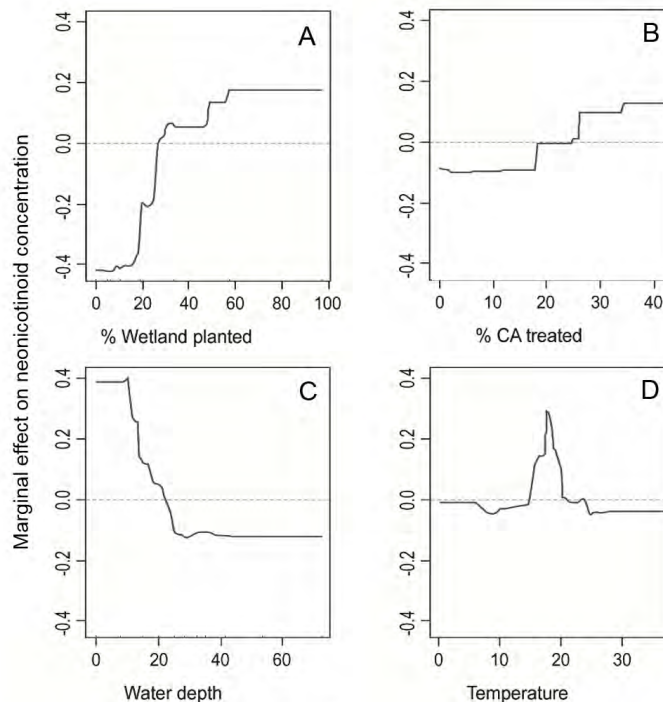 Marginal effect on neonicotinoid concentration
A
0.4
0.2
0.0
-0.2
-0.4
0 20 40 60 80 100
% Wetland planted
B
0.4
0.2
0.0
-0.2
-0.4
0 10 20 30 40
% CA treated
C
0.4
0.2
0.0
-0.2
-0.4
0 20 40 60
Water depth
D
0.4
0.2
0.0
-0.2
-0.4
0 10 20 30
Temperature